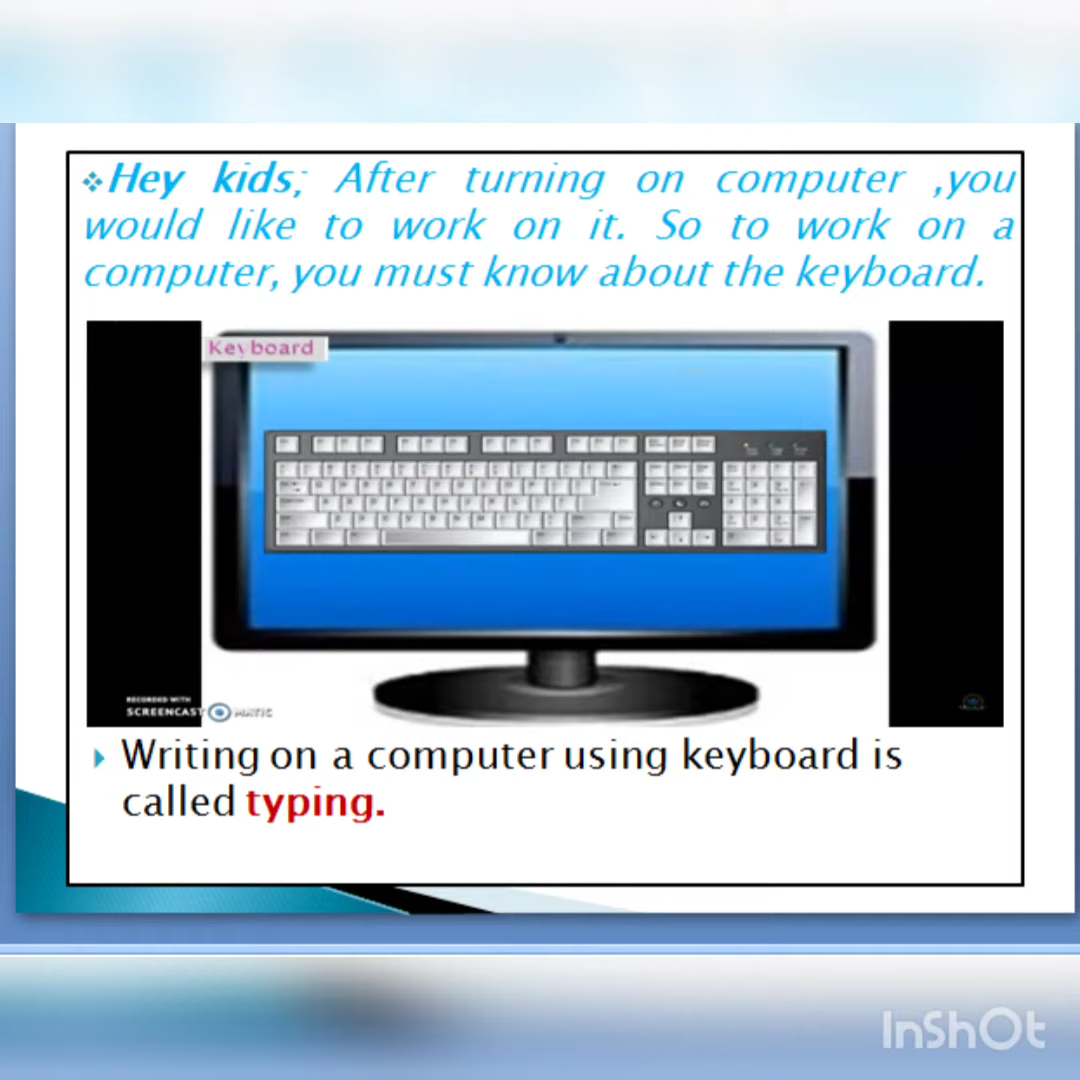 Hey kids; After turning on computer ,you
would like to work on it. So to work on a
computer, you must know about the keyboard.
Keyboard
RECORDED WITH
SCREENCAST MATIC
Writing on a computer using keyboard is
called typing.
InShOt